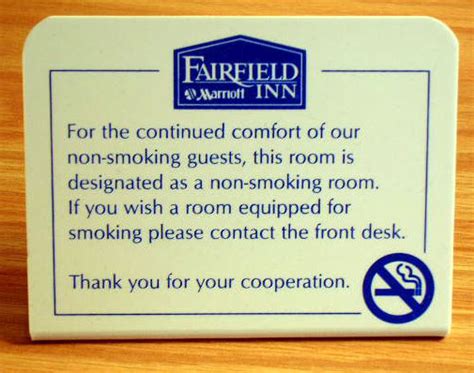 FAIRFIELD
Marriott INN
For the continued comfort of our
non-smoking guests, this room is
designated as a non-smoking room.
If you wish a room equipped for
smoking please contact the front desk.
Thank you for your cooperation.